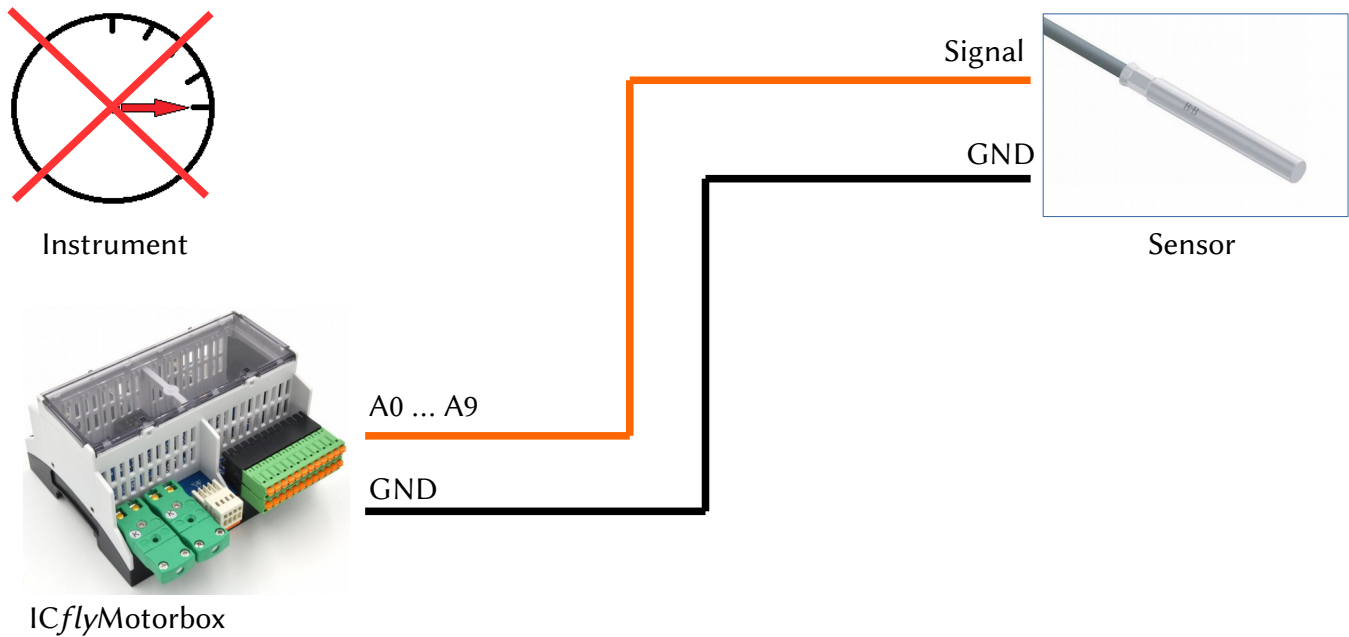 Signal
GND
Instrument
Sensor
A0 ... A9
GND
ICflyMotorbox
K
K